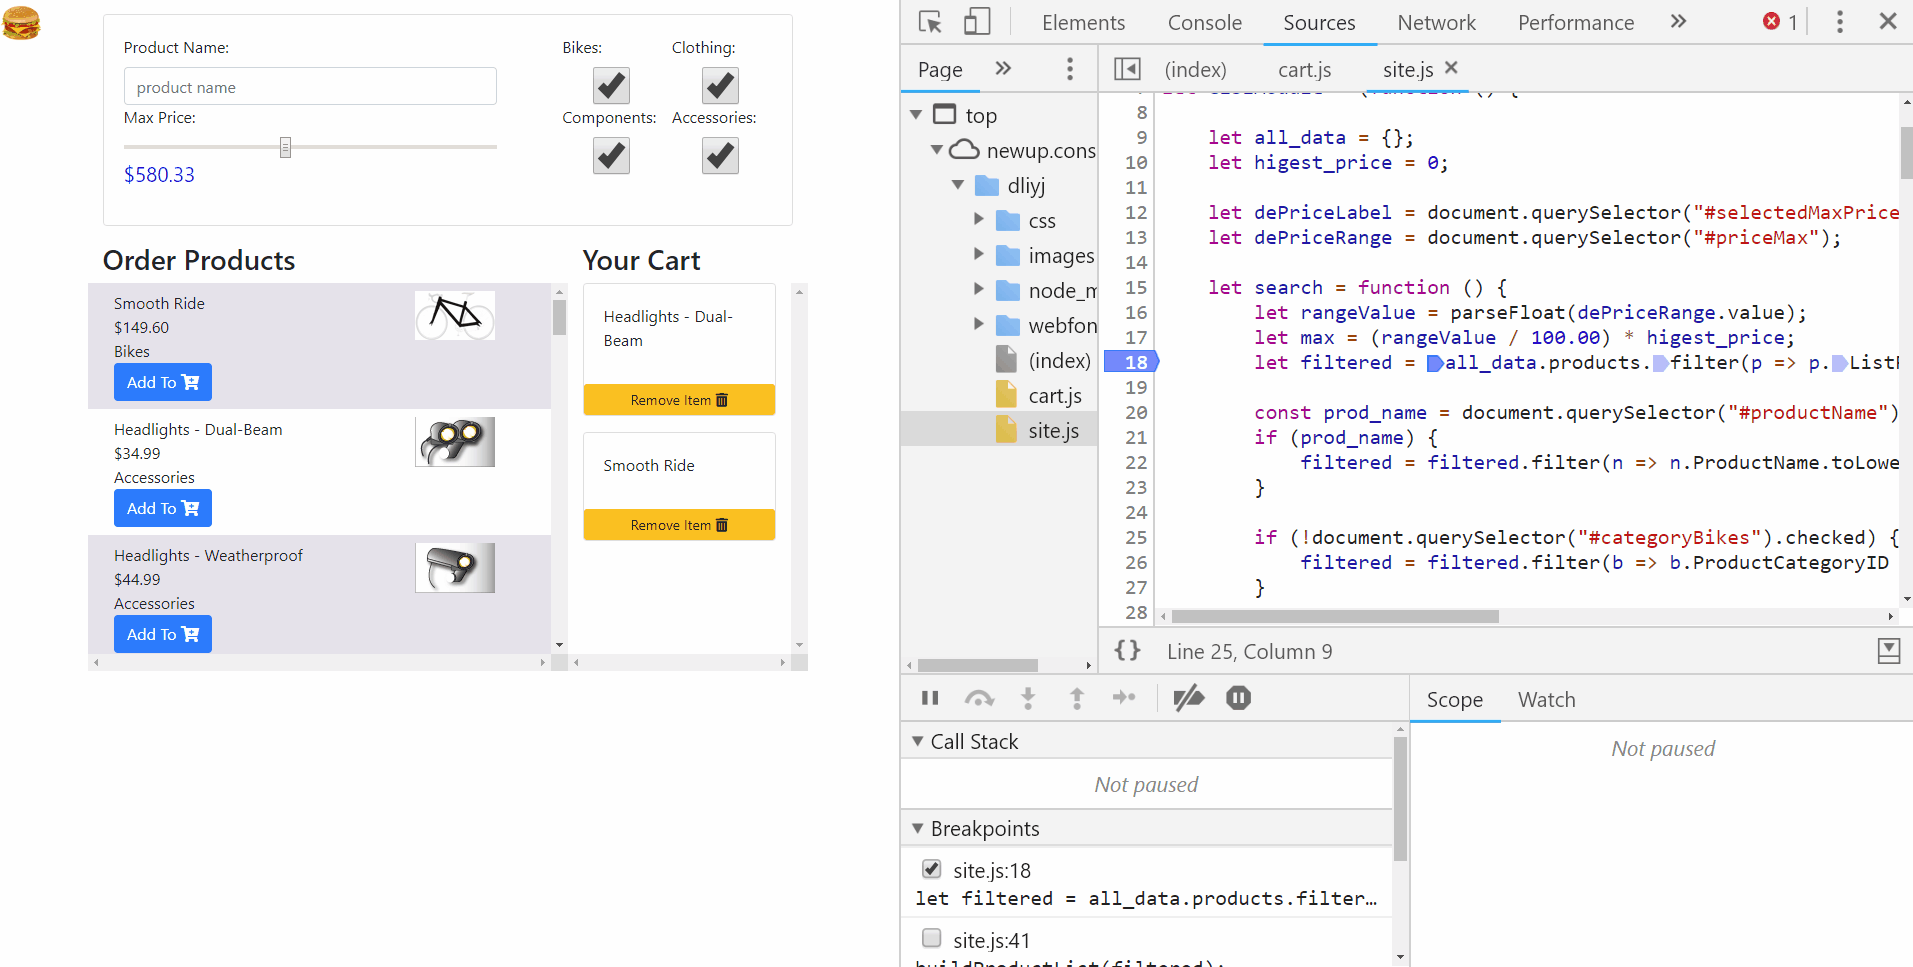 Product Name:
product name
Max Price:
$580.33
Bikes:
Clothing:
Components:
Accessories:
Order Products
Smooth Ride
$149.60
Bikes
Add To
Headlights - Dual-Beam
$34.99
Accessories
Add To
Headlights - Weatherproof
$44.99
Accessories
Add To
Your Cart
Headlights - Dual-
Beam
Remove Item
Smooth Ride
Remove Item
Elements Console Sources Network Performance » 1
Page »
top
newup.cons
dliyj
css
images
node_m
webfon
(index)
cart.js
site.js
(index) cart.js site.js
8
9 let all_data = {};
10 let higest_price = 0;
11
12 let dePriceLabel = document.querySelector("#selectedMaxPrice
13 let dePriceRange = document.querySelector("#priceMax");
14
15 let search = function () {
16 let rangeValue = parseFloat(dePriceRange.value);
17 let max = (rangeValue / 100.00) * higest_price;
18 let filtered = all_data.products.filter(p => p.List
19
20 const prod_name = document.querySelector("#productName")
21 if (prod_name) {
22 filtered = filtered.filter(n => n.ProductName.toLowe
23 }
24
25 if (!document.querySelector("#categoryBikes").checked) {
26 filtered = filtered.filter(b => b.ProductCategoryID
27 }
28
{} Line 25, Column 9
Call Stack
Not paused
Breakpoints
site.js:18
let filtered = all_data.products.filter…
site.js:41
buildProductList(filtered);
Scope Watch
Not paused